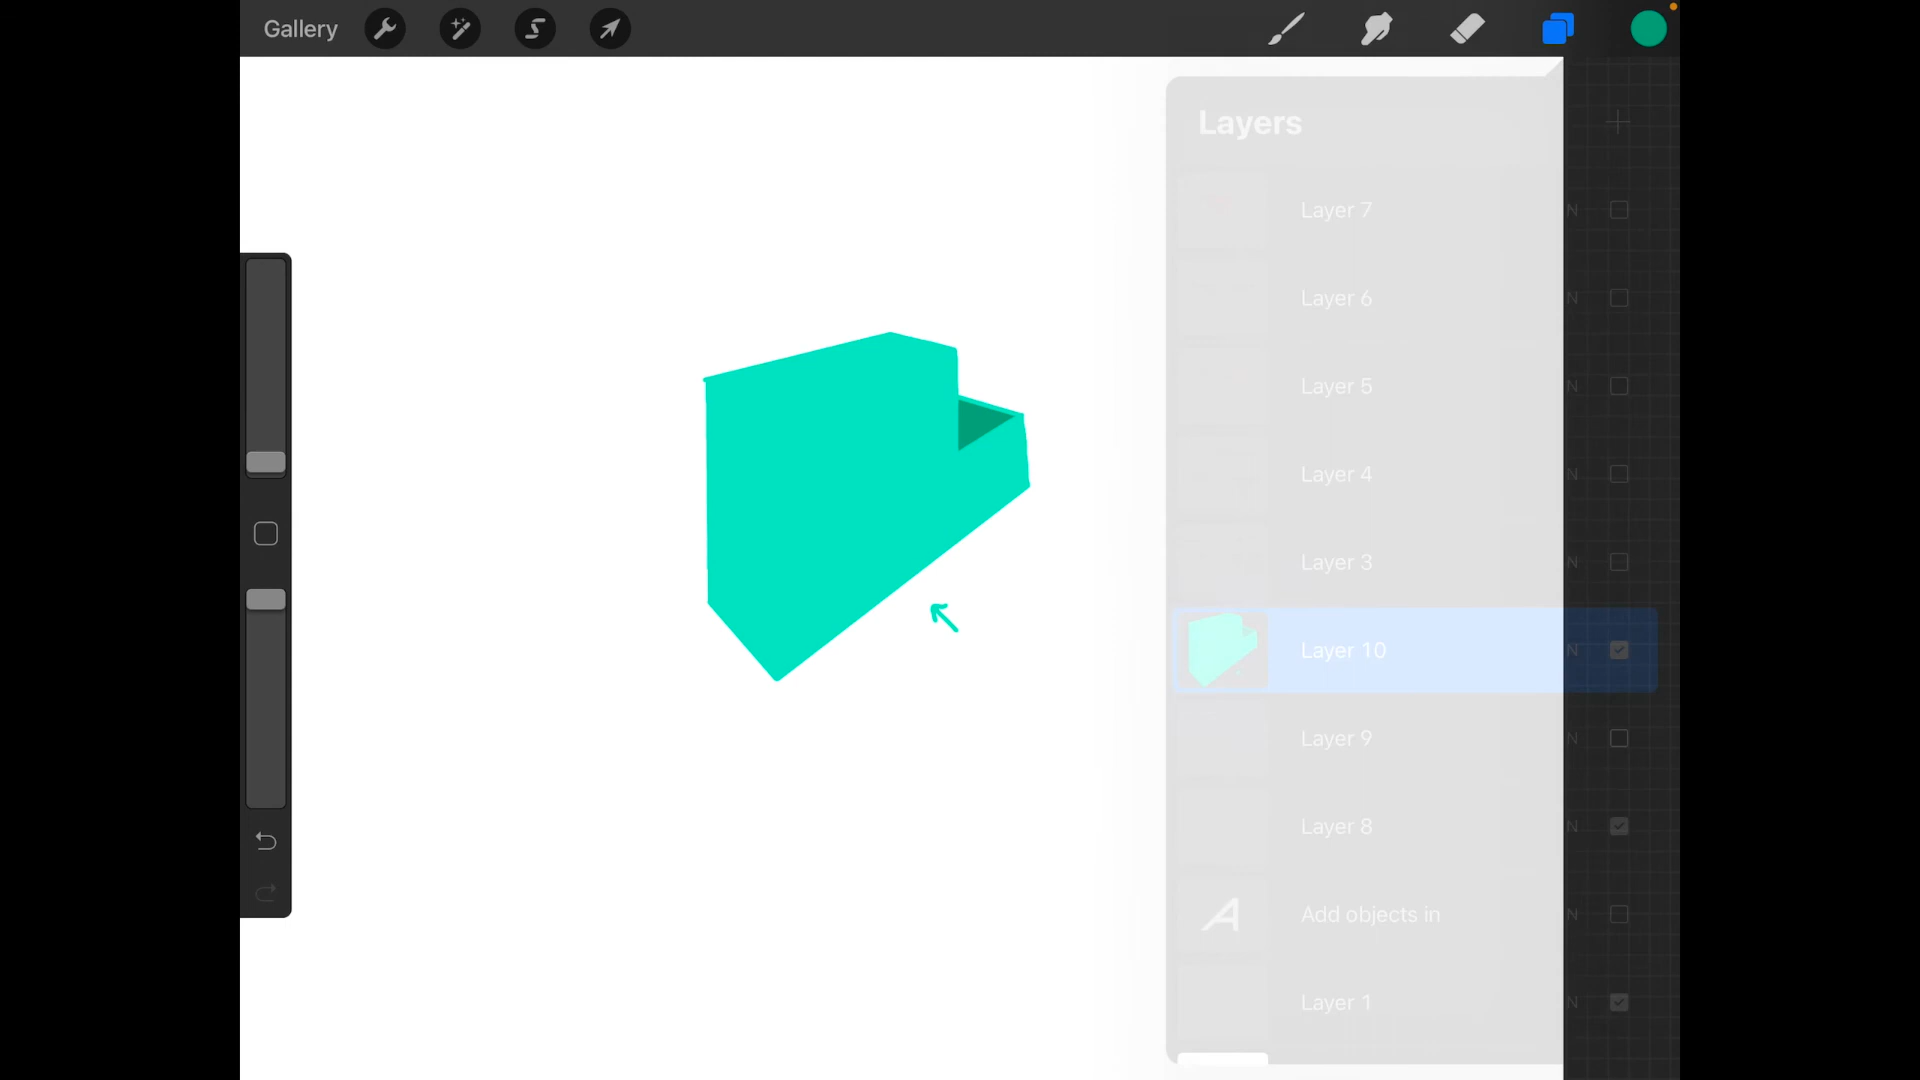 Gallery
Layers
Layer 7 N
Layer 6 N
Layer 5 N
Layer 4 N
Layer 3 N
Layer 10 N
Layer 9 N
Layer 8 N
A Add objects in N
Layer 1 N